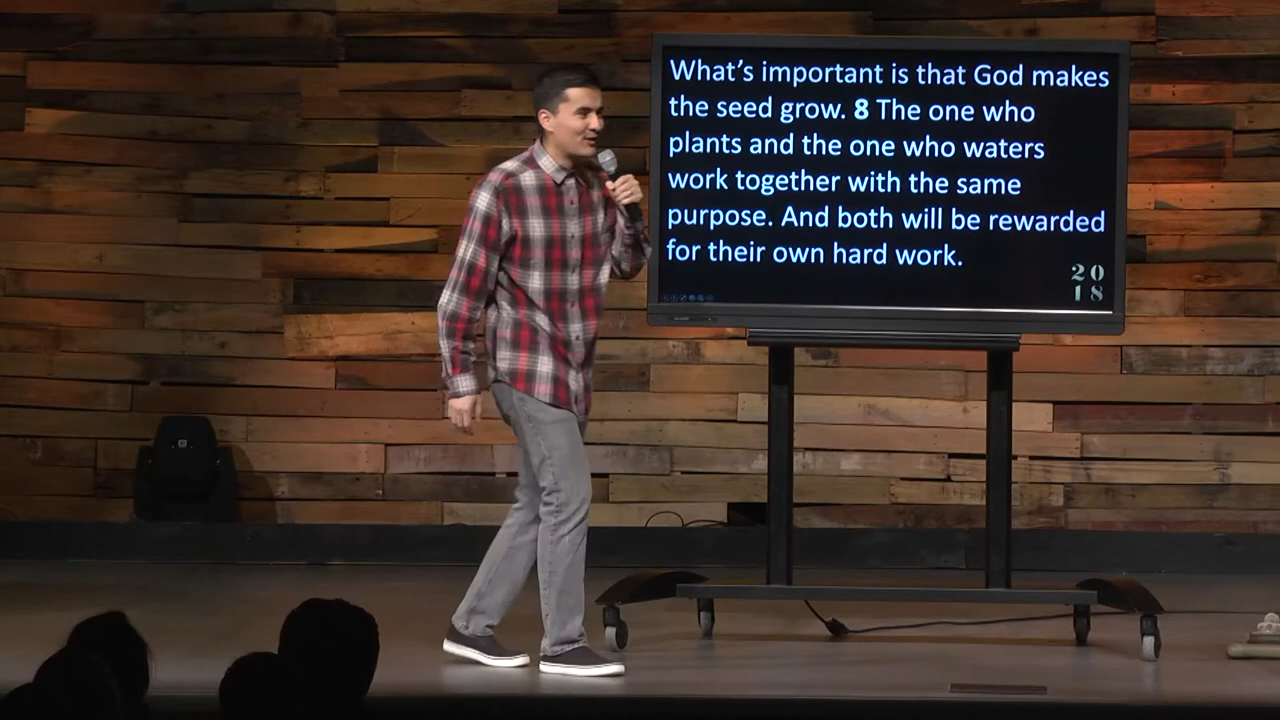 What's important is that God makes
the seed grow. 8 The one who
plants and the one who waters
work together with the same
purpose. And both will be rewarded
for their own hard work.
20
18